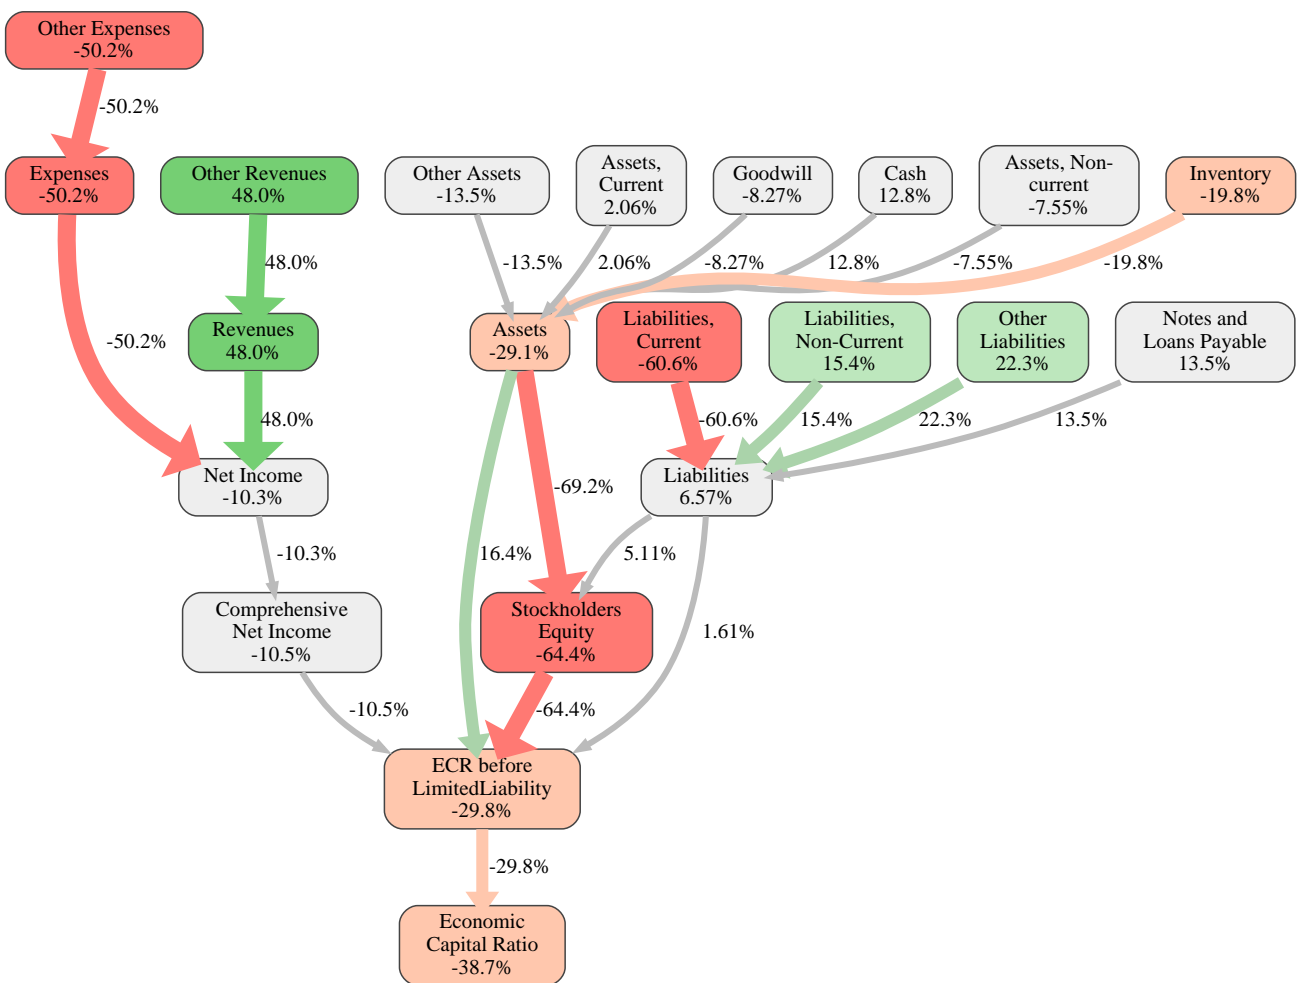 Other Expenses
-50.2%
-50.2%
Expenses
-50.2%
Other Revenues
48.0%
Other Assets
-13.5%
Assets,
Current
2.06%
Goodwill
-8.27%
Cash
12.8%
Assets, Non-
current
-7.55%
Inventory
-19.8%
48.0%
-13.5%
2.06%
-8.27%
12.8%
-7.55%
-19.8%
-50.2%
Revenues
48.0%
Assets
-29.1%
Liabilities,
Current
-60.6%
Liabilities,
Non-Current
15.4%
Other
Liabilities
22.3%
Notes and
Loans Payable
13.5%
48.0%
-60.6%
15.4%
22.3%
13.5%
Net Income
-10.3%
-69.2%
Liabilities
6.57%
-10.3%
16.4%
5.11%
Comprehensive
Net Income
-10.5%
Stockholders
Equity
-64.4%
1.61%
-10.5%
-64.4%
ECR before
LimitedLiability
-29.8%
-29.8%
Economic
Capital Ratio
-38.7%